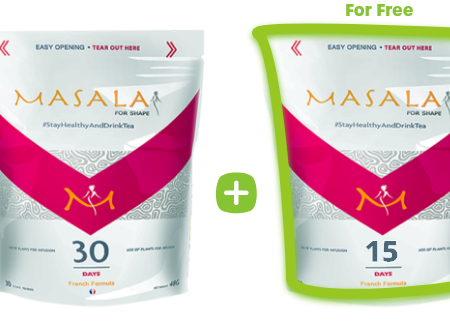 For Free
EASY OPENING • TEAR OUT HERE
MASALA
FOR SHAPE
#StayHealthyAndDrinkTea
M
30
DAYS
French Formula
+
EASY OPENING • TEAR OUT HERE
MASALA
FOR SHAPE
#StayHealthyAndDrinkTea
M
15
DAYS
French Formula